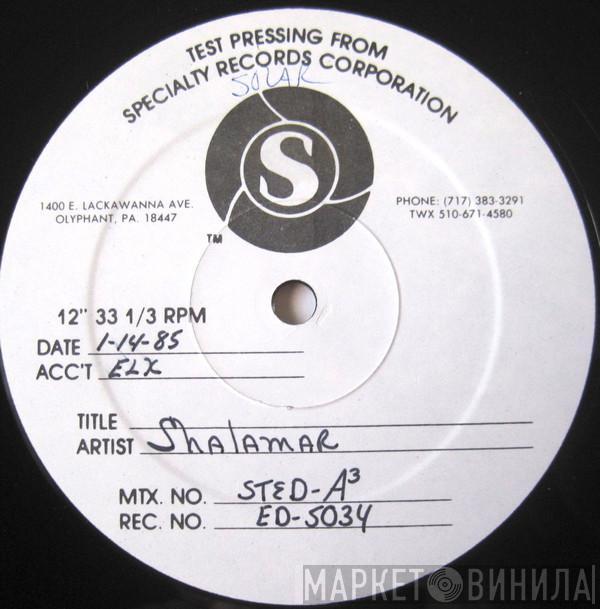 TEST PRESSING FROM
SPECIALTY RECORDS CORPORATION
SOLAR
S
TM
1400 E. LACKAWANNA AVE.
OLYPHANT, PA. 18447
PHONE: (717) 383-3291
TWX 510-671-4580
12" 33 1/3 RPM
DATE 1-14-85
ACC'T ELX
TITLE
ARTIST Shalamar
MTX. NO. STED-A³
REC. NO. ED-5034
МАРКЕТ ВИНИЛА